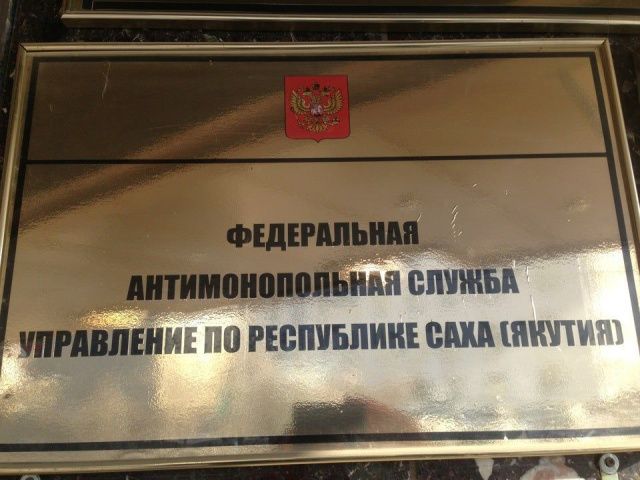 ФЕДЕРАЛЬНАЯ
АНТИМОНОПОЛЬНАЯ СЛУЖБА
УПРАВЛЕНИЕ ПО РЕСПУБЛИКЕ САХА (ЯКУТИЯ)